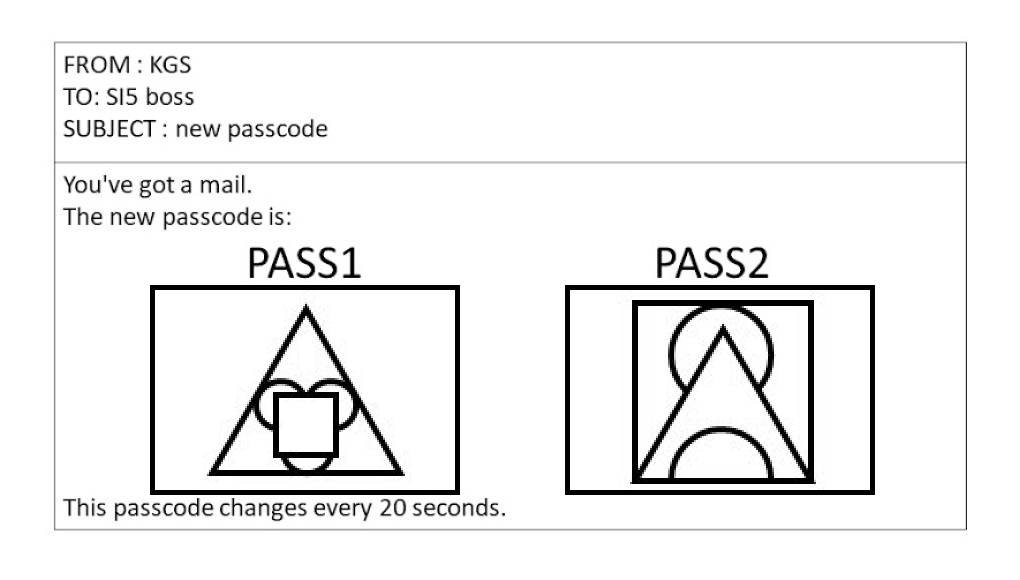 FROM : KGS
TO: SI5 boss
SUBJECT : new passcode
You've got a mail.
The new passcode is:
PASS1 PASS2
This passcode changes every 20 seconds.